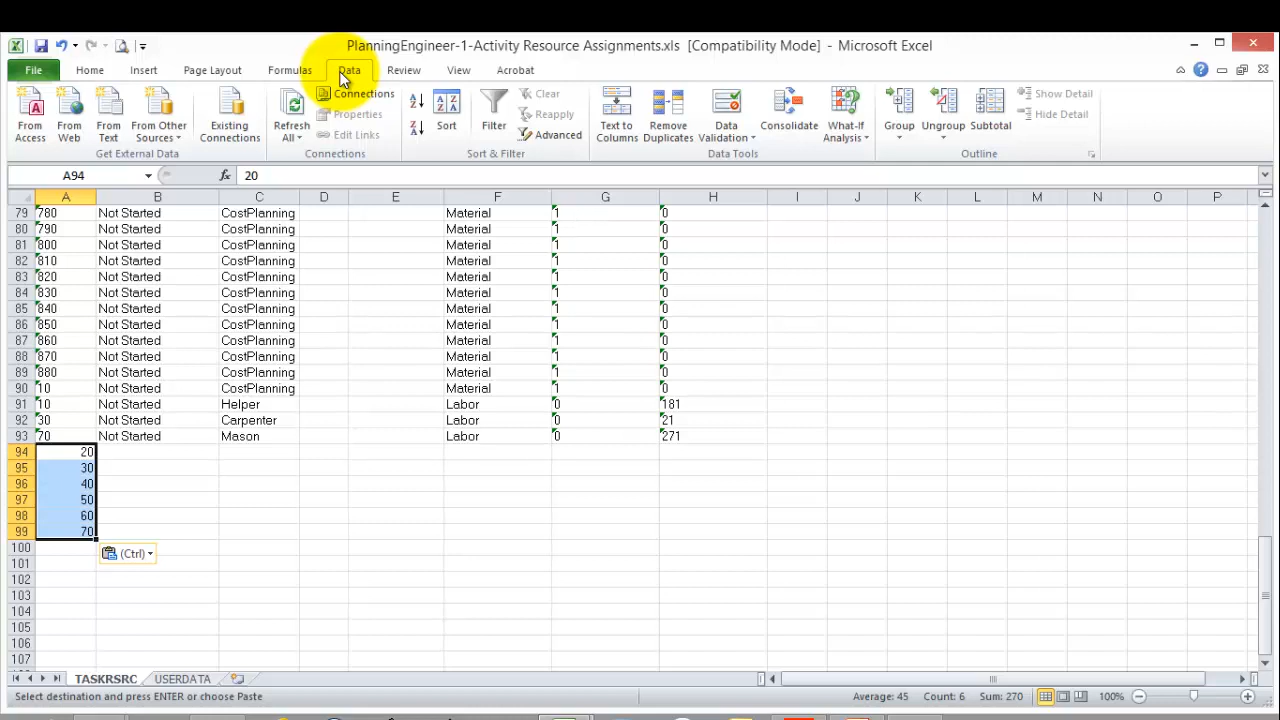 PlanningEngineer-1-Activity Resource Assignments.xls [Compatibility Mode] - Microsoft Excel
File Home Insert Page Layout Formulas Data Review View Acrobat
From Access
From Web
From Text
From Other Sources
Existing Connections
Get External Data
Refresh All
Connections
Properties
Edit Links
Connections
Sort
Filter
Clear
Reapply
Advanced
Sort & Filter
Text to Columns
Remove Duplicates
Data Validation
Consolidate
What-If Analysis
Data Tools
Group
Ungroup
Subtotal
Show Detail
Hide Detail
Outline
A94 fx 20
A B C D E F G H I J K L M N O P
79 780 Not Started CostPlanning Material 1 0
80 790 Not Started CostPlanning Material 1 0
81 800 Not Started CostPlanning Material 1 0
82 810 Not Started CostPlanning Material 1 0
83 820 Not Started CostPlanning Material 1 0
84 830 Not Started CostPlanning Material 1 0
85 840 Not Started CostPlanning Material 1 0
86 850 Not Started CostPlanning Material 1 0
87 860 Not Started CostPlanning Material 1 0
88 870 Not Started CostPlanning Material 1 0
89 880 Not Started CostPlanning Material 1 0
90 10 Not Started CostPlanning Material 1 0
91 10 Not Started Helper Labor 0 181
92 30 Not Started Carpenter Labor 0 21
93 70 Not Started Mason Labor 0 271
94 20
95 30
96 40
97 50
98 60
99 70
100 (Ctrl)
101
102
103
104
105
106
107
TASKRSRC USERDATA
Select destination and press ENTER or choose Paste Average: 45 Count: 6 Sum: 270 100%